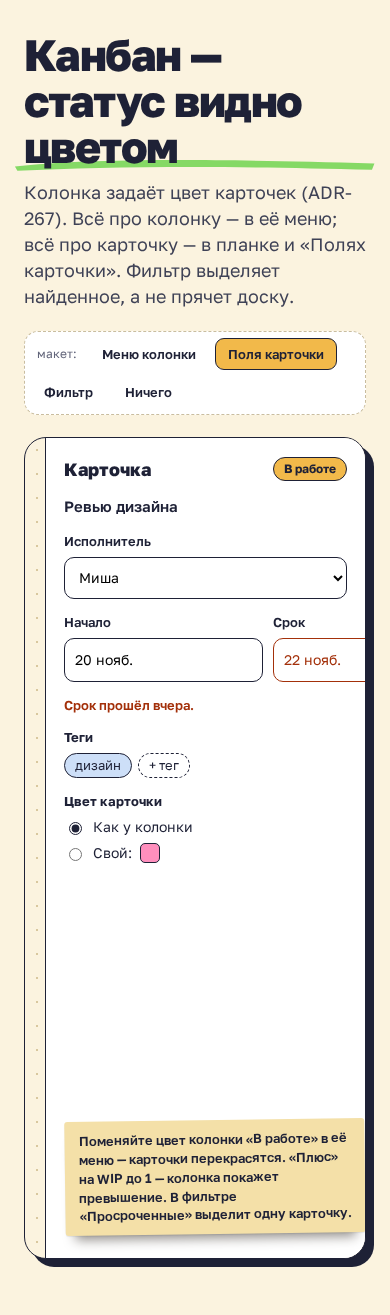 Канбан —
статус видно
цветом
Колонка задаёт цвет карточек (ADR-
267). Всё про колонку — в её меню;
всё про карточку — в планке и «Полях
карточки». Фильтр выделяет
найденное, а не прячет доску.
макет: Меню колонки Поля карточки
Фильтр Ничего
Карточка В работе
Ревью дизайна
Исполнитель
Миша
Начало Срок
20 нояб. 22 нояб.
Срок прошёл вчера.
Теги
дизайн + тег
Цвет карточки
Как у колонки
Свой:
Поменяйте цвет колонки «В работе» в её
меню — карточки перекрасятся. «Плюс»
на WIP до 1 — колонка покажет
превышение. В фильтре
«Просроченные» выделит одну карточку.